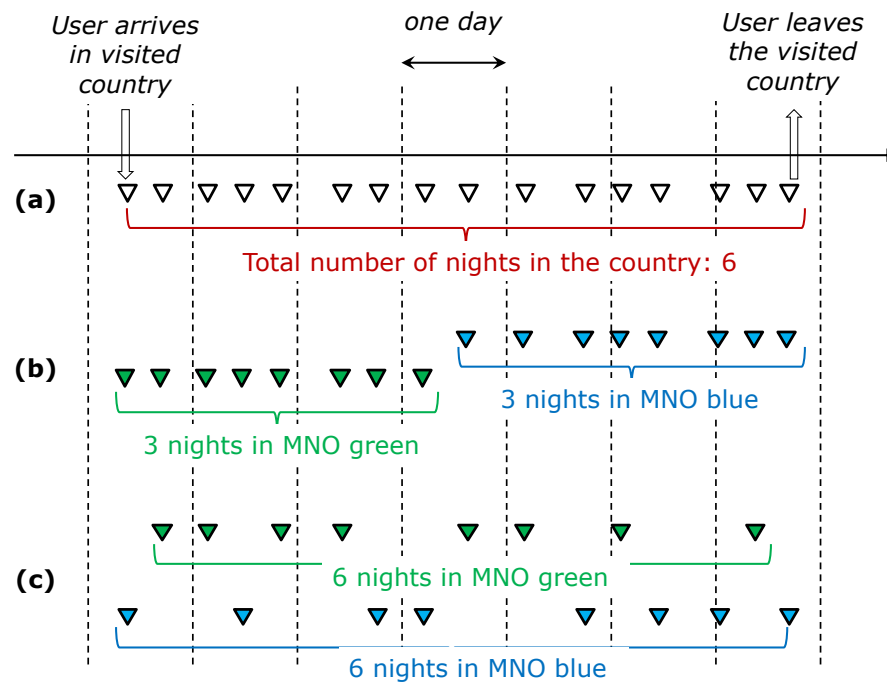 User arrives
in visited
country
one day
User leaves
the visited
country
(a)
Total number of nights in the country: 6
(b)
3 nights in MNO blue
3 nights in MNO green
(c)
6 nights in MNO green
6 nights in MNO blue